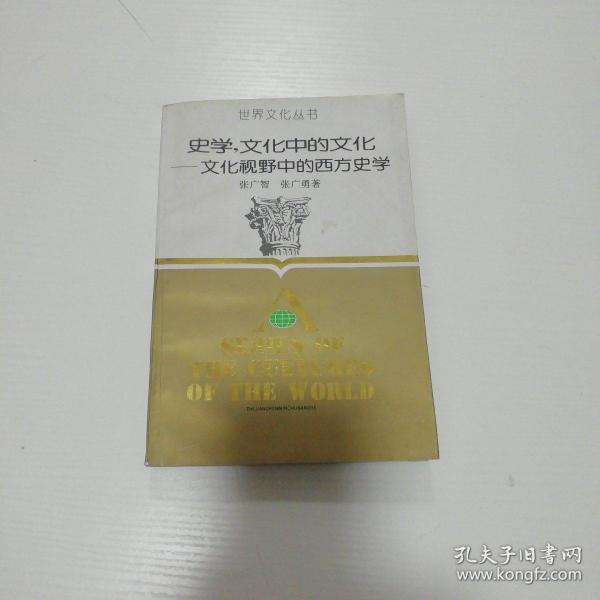 世界文化丛书
史学，文化中的文化
——文化视野中的西方史学
张广智 张广勇著
A
SERIES OF
THE CULTURES
OF THE WORLD
ZHEJIANGRENMINCHUBANSHE
孔夫子旧书网
www.kongfz.com